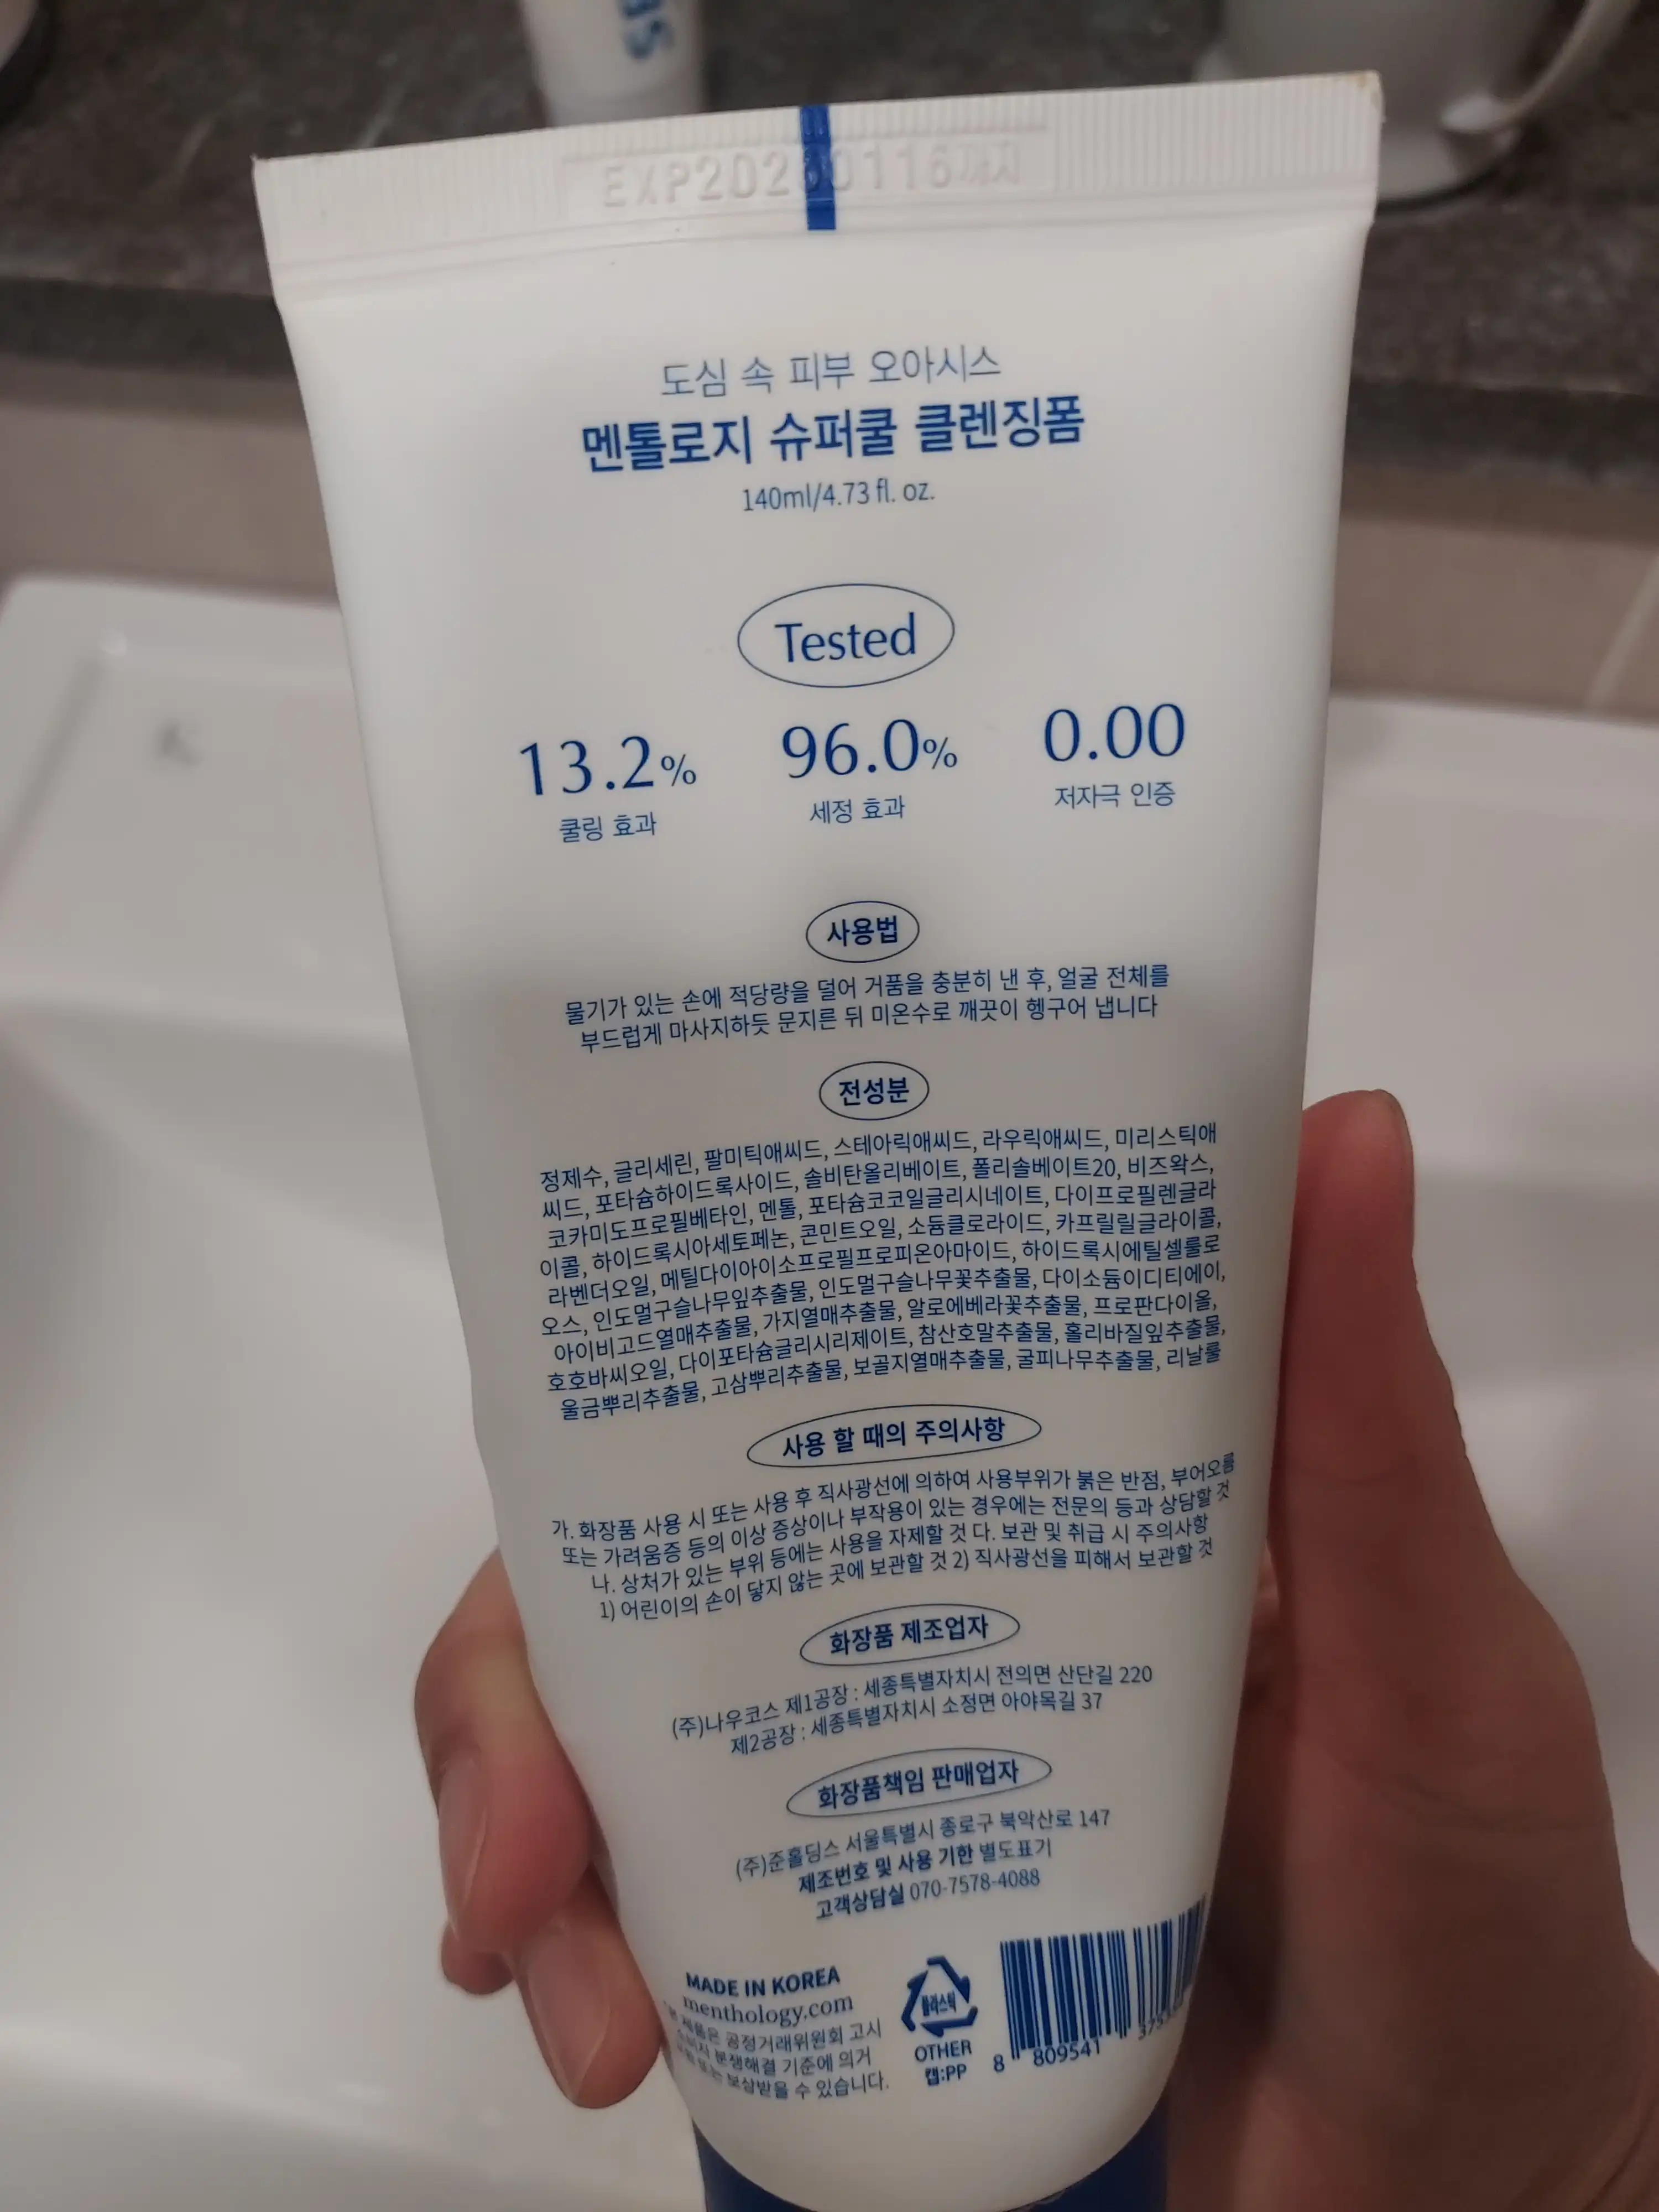 SE
도심 속 피부 오아시스
멘톨로지 슈퍼쿨 클렌징폼
140ml/4.73 fl. oz.
Tested
13.2% 96.0% 0.00
쿨링 효과 세정 효과 저자극 인증
사용법
물기가 있는 손에 적당량을 덜어 거품을 충분히 낸 후, 얼굴 전체를
부드럽게 마사지하듯 문지른 뒤 미온수로 깨끗이 헹구어 냅니다
전성분
정제수, 글리세린, 팔미틱애씨드, 스테아릭애씨드, 라우릭애씨드, 미리스틱애
씨드, 포타슘하이드록사이드, 솔비탄올리베이트, 폴리솔베이트20, 비즈왁스,
코카미도프로필베타인, 멘톨, 포타슘코코일글리시네이트, 다이프로필렌글라
이콜, 하이드록시아세토페논, 콘민트오일, 소듐클로라이드, 카프릴릴글라이콜,
라벤더오일, 메틸다이아이소프로필프로피온아마이드, 하이드록시에틸셀룰로
오스, 인도멀구슬나무잎추출물, 인도멀구슬나무꽃추출물, 다이소듐이디티에이,
아이비고드열매추출물, 가지열매추출물, 알로에베라꽃추출물, 프로판다이올,
호호바씨오일, 다이포타슘글리시리제이트, 참산호말추출물, 홀리바질잎추출물,
울금뿌리추출물, 고삼뿌리추출물, 보골지열매추출물, 굴피나무추출물, 리날룰
사용 할 때의 주의사항
가. 화장품 사용 시 또는 사용 후 직사광선에 의하여 사용부위가 붉은 반점, 부어오름
또는 가려움증 등의 이상 증상이나 부작용이 있는 경우에는 전문의 등과 상담할 것
나. 상처가 있는 부위 등에는 사용을 자제할 것 다. 보관 및 취급 시 주의사항
1) 어린이의 손이 닿지 않는 곳에 보관할 것 2) 직사광선을 피해서 보관할 것
화장품 제조업자
(주)나우코스 제1공장 : 세종특별자치시 전의면 산단길 220
제2공장 : 세종특별자치시 소정면 아야목길 37
화장품책임 판매업자
(주)준홀딩스 서울특별시 종로구 북악산로 147
제조번호 및 사용 기한 별도표기
고객상담실 070-7578-4088
MADE IN KOREA
menthology.com
제품은 공정거래위원회 고시
분쟁해결 기준에 의거
보상받을 수 있습니다.
플라스틱
OTHER
캡:PP
8 809541